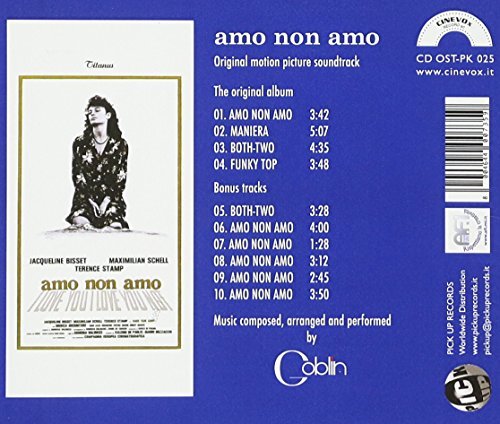 Titanus
JACQUELINE BISSET MAXIMILIAN SCHELL
TERENCE STAMP
amo non amo
I LOVE YOU I LOVE YOU NOT
amo non amo
Original motion picture soundtrack
The original album
01. AMO NON AMO 3:42
02. MANIERA 5:07
03. BOTH-TWO 4:35
04. FUNKY TOP 3:48
Bonus tracks
05. BOTH-TWO 3:28
06. AMO NON AMO 4:00
07. AMO NON AMO 1:28
08. AMO NON AMO 3:12
09. AMO NON AMO 2:45
10. AMO NON AMO 3:50
Music composed, arranged and performed
by
Goblin
CINEVOX
RECORD
CD OST-PK 025
www.cinevox.it
8 004644 007359
PICK UP RECORDS
Worldwide Distribution
www.pickuprecords.it
pickup@pickuprecords.it